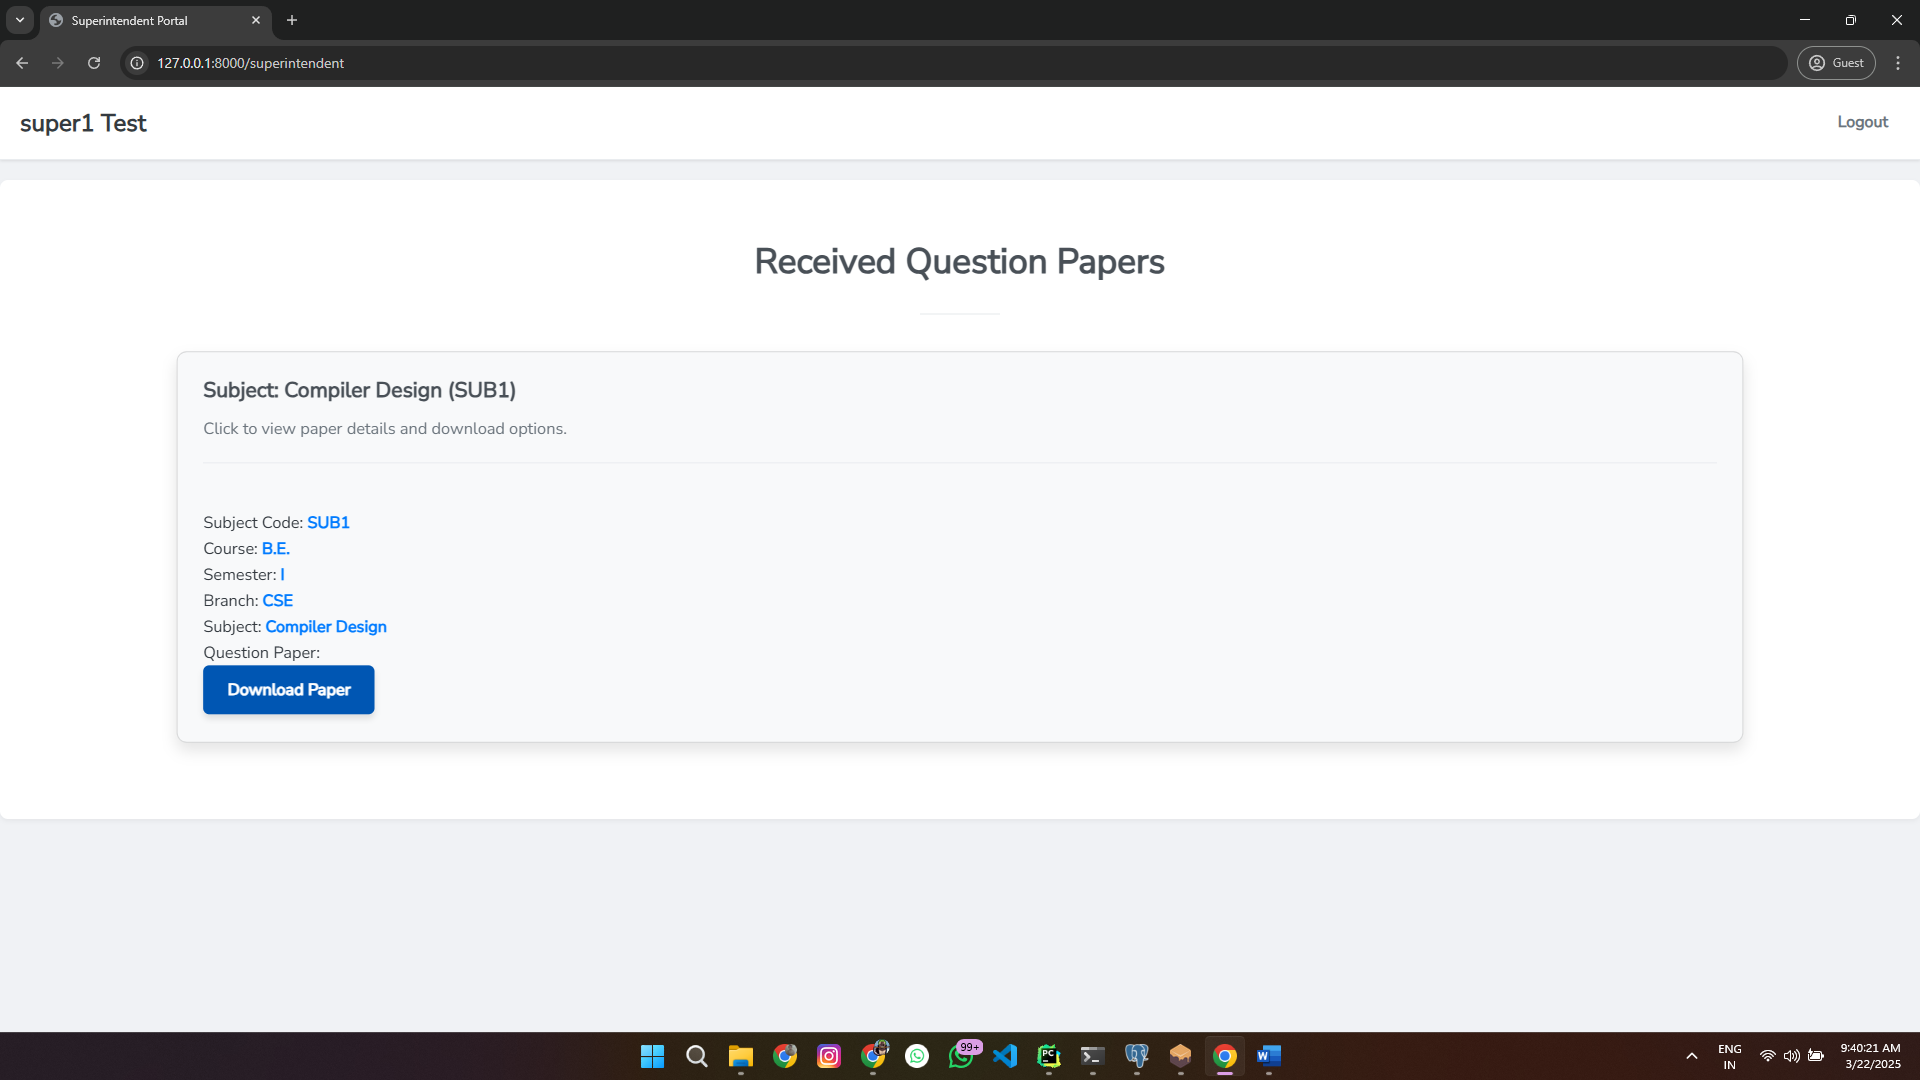 Superintendent Portal
127.0.0.1:8000/superintendent
Guest
super1 Test
Logout
Received Question Papers
Subject: Compiler Design (SUB1)
Click to view paper details and download options.
Subject Code: SUB1
Course: B.E.
Semester: I
Branch: CSE
Subject: Compiler Design
Question Paper:
Download Paper
99+
PC
W
ENG
IN
9:40:21 AM
3/22/2025